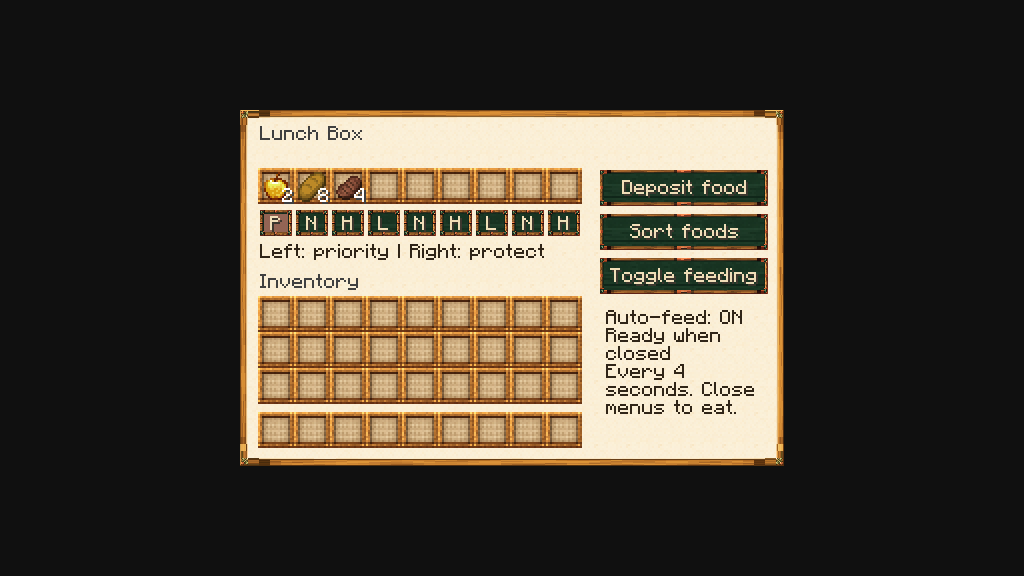 Lunch Box
2 8 4
Deposit food
P N H L N H L N H
Sort foods
Left: priority | Right: protect
Toggle feeding
Inventory
Auto-feed: ON
Ready when
closed
Every 4
seconds. Close
menus to eat.